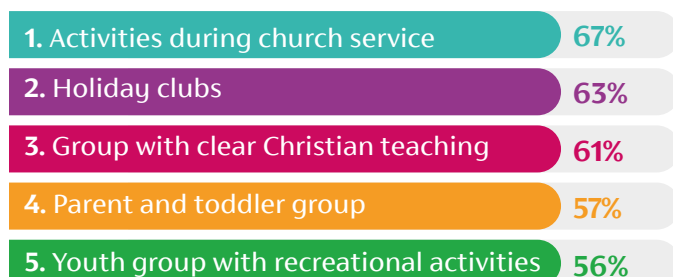 1. Activities during church service 67%
2. Holiday clubs 63%
3. Group with clear Christian teaching 61%
4. Parent and toddler group 57%
5. Youth group with recreational activities 56%